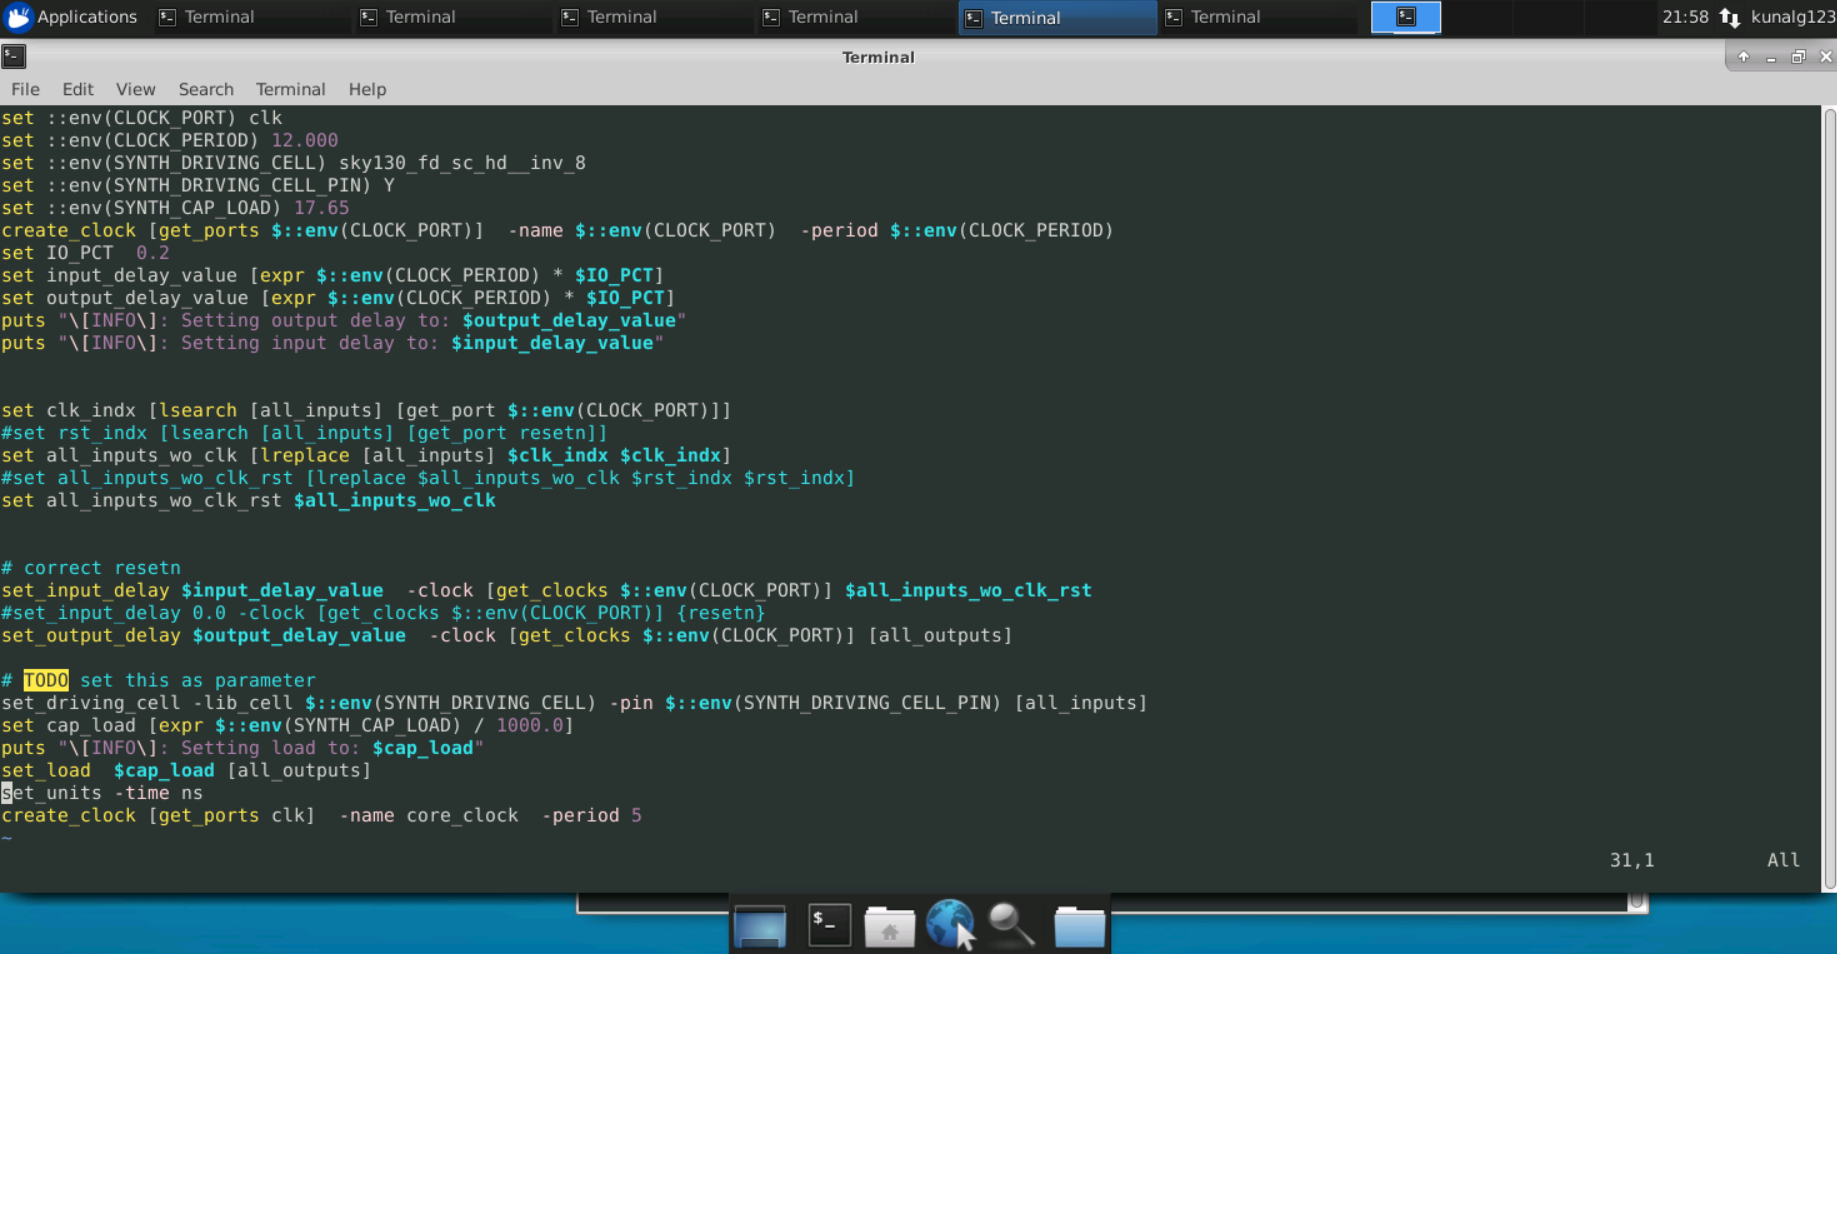 Applications Terminal Terminal Terminal Terminal Terminal Terminal 21:58 kunalg123
Terminal
File Edit View Search Terminal Help
set ::env(CLOCK_PORT) clk
set ::env(CLOCK_PERIOD) 12.000
set ::env(SYNTH_DRIVING_CELL) sky130_fd_sc_hd__inv_8
set ::env(SYNTH_DRIVING_CELL_PIN) Y
set ::env(SYNTH_CAP_LOAD) 17.65
create_clock [get_ports $::env(CLOCK_PORT)]  -name $::env(CLOCK_PORT)  -period $::env(CLOCK_PERIOD)
set IO_PCT  0.2
set input_delay_value [expr $::env(CLOCK_PERIOD) * $IO_PCT]
set output_delay_value [expr $::env(CLOCK_PERIOD) * $IO_PCT]
puts "\[INFO\]: Setting output delay to: $output_delay_value"
puts "\[INFO\]: Setting input delay to: $input_delay_value"
set clk_indx [lsearch [all_inputs] [get_port $::env(CLOCK_PORT)]]
#set rst_indx [lsearch [all_inputs] [get_port resetn]]
set all_inputs_wo_clk [lreplace [all_inputs] $clk_indx $clk_indx]
#set all_inputs_wo_clk_rst [lreplace $all_inputs_wo_clk $rst_indx $rst_indx]
set all_inputs_wo_clk_rst $all_inputs_wo_clk
# correct resetn
set_input_delay $input_delay_value  -clock [get_clocks $::env(CLOCK_PORT)] $all_inputs_wo_clk_rst
#set_input_delay 0.0 -clock [get_clocks $::env(CLOCK_PORT)] {resetn}
set_output_delay $output_delay_value  -clock [get_clocks $::env(CLOCK_PORT)] [all_outputs]
# TODO set this as parameter
set_driving_cell -lib_cell $::env(SYNTH_DRIVING_CELL) -pin $::env(SYNTH_DRIVING_CELL_PIN) [all_inputs]
set cap_load [expr $::env(SYNTH_CAP_LOAD) / 1000.0]
puts "\[INFO\]: Setting load to: $cap_load"
set_load  $cap_load [all_outputs]
set_units -time ns
create_clock [get_ports clk]  -name core_clock  -period 5
~
31,1 All